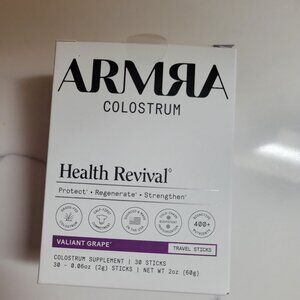 ARMRA
COLOSTRUM
Health Revival°
Protect · Regenerate · Strengthen
400+
VALIANT GRAPE
TRAVEL STICKS
COLOSTRUM SUPPLEMENT | 30 STICKS
30 - 0.06oz (2g) STICKS | NET WT 2oz (60g)